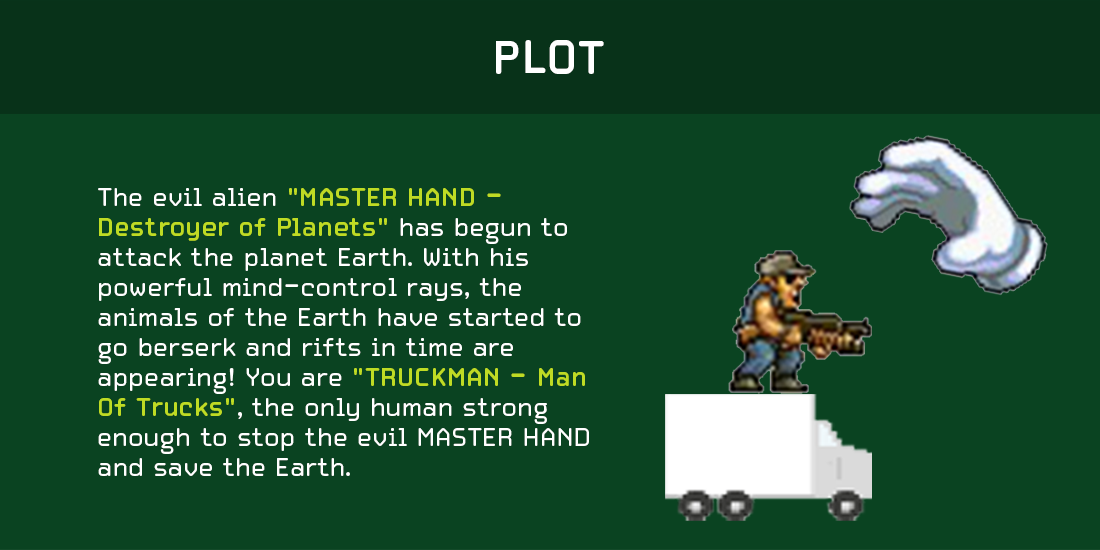 PLOT
The evil alien "MASTER HAND -
Destroyer of Planets" has begun to
attack the planet Earth. With his
powerful mind-control rays, the
animals of the Earth have started to
go berserk and rifts in time are
appearing! You are "TRUCKMAN - Man
Of Trucks", the only human strong
enough to stop the evil MASTER HAND
and save the Earth.